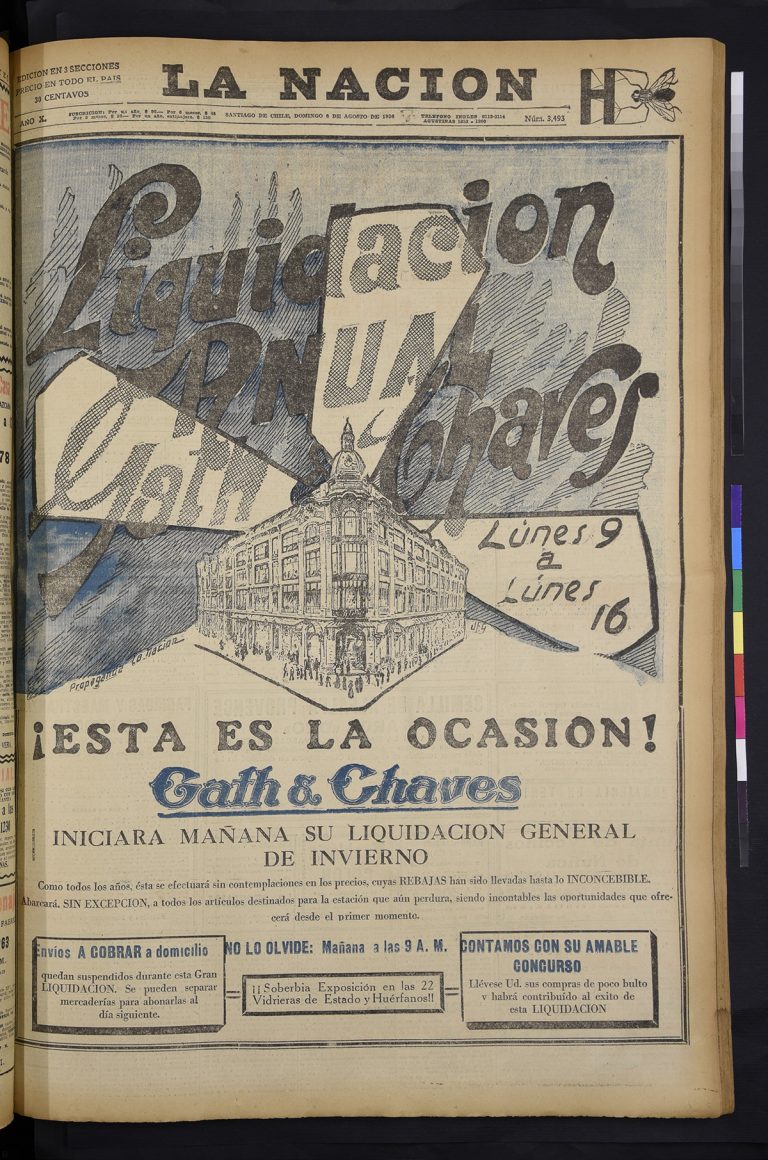 EDICION EN 3 SECCIONES
PRECIO EN TODO EL PAIS
30 CENTAVOS
LA NACION
H
AÑO X.
SANTIAGO DE CHILE, DOMINGO 8 DE AGOSTO DE 1926
Núm. 3,493
Liquidacion
ANUAL
Gath & Chaves
Lúnes 9
a
Lúnes
16
Propaganda La Nacion
¡ESTA ES LA OCASION!
Gath & Chaves
INICIARA MAÑANA SU LIQUIDACION GENERAL
DE INVIERNO
Como todos los años, ésta se efectuará sin contemplaciones en los precios, cuyas REBAJAS han sido llevadas hasta lo INCONCEBIBLE.
Abarcará. SIN EXCEPCION, a todos los artículos destinados para la estación que aún perdura, siendo incontables las oportunidades que ofre-
cerá desde el primer momento.
Envíos A COBRAR a domicilio
quedan suspendidos durante esta Gran
LIQUIDACION. Se pueden separar
mercaderías para abonarlas al
día siguiente.
NO LO OLVIDE: Mañana a las 9 A. M.
¡¡Soberbia Exposición en las 22
Vidrieras de Estado y Huérfanos!!
CONTAMOS CON SU AMABLE
CONCURSO
Llévese Ud. sus compras de poco bulto
y habrá contribuído al exito de
esta LIQUIDACION